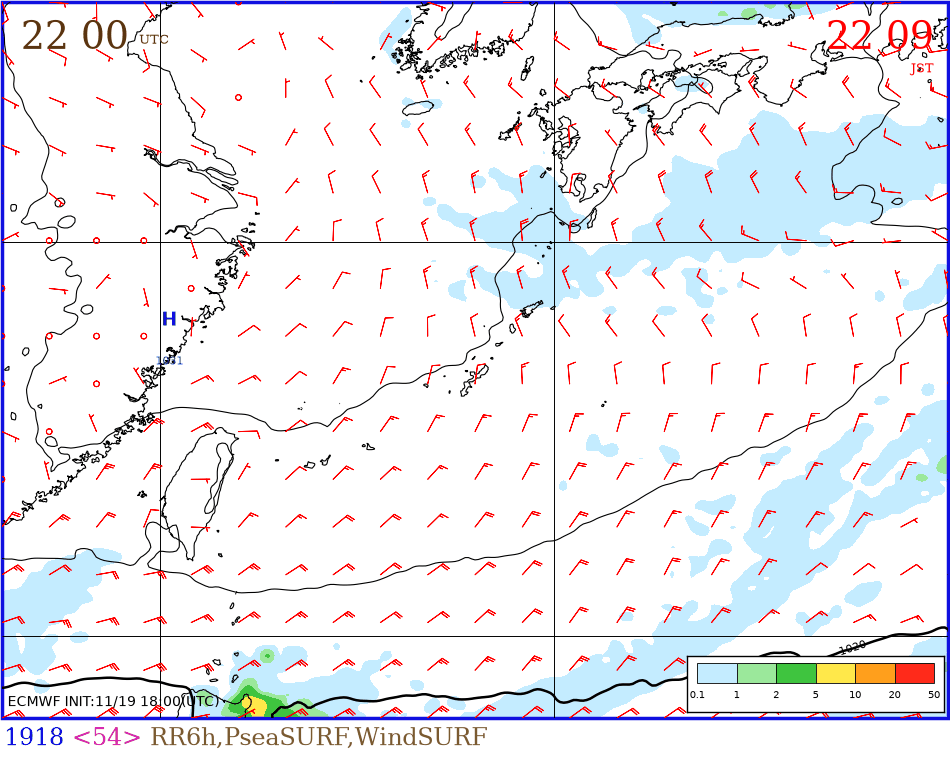 22 00 UTC
22 09
JST
H
1031
1020
ECMWF INIT:11/19 18:00(UTC)
0.1 1 2 5 10 20 50
1918 <54> RR6h,PseaSURF,WindSURF